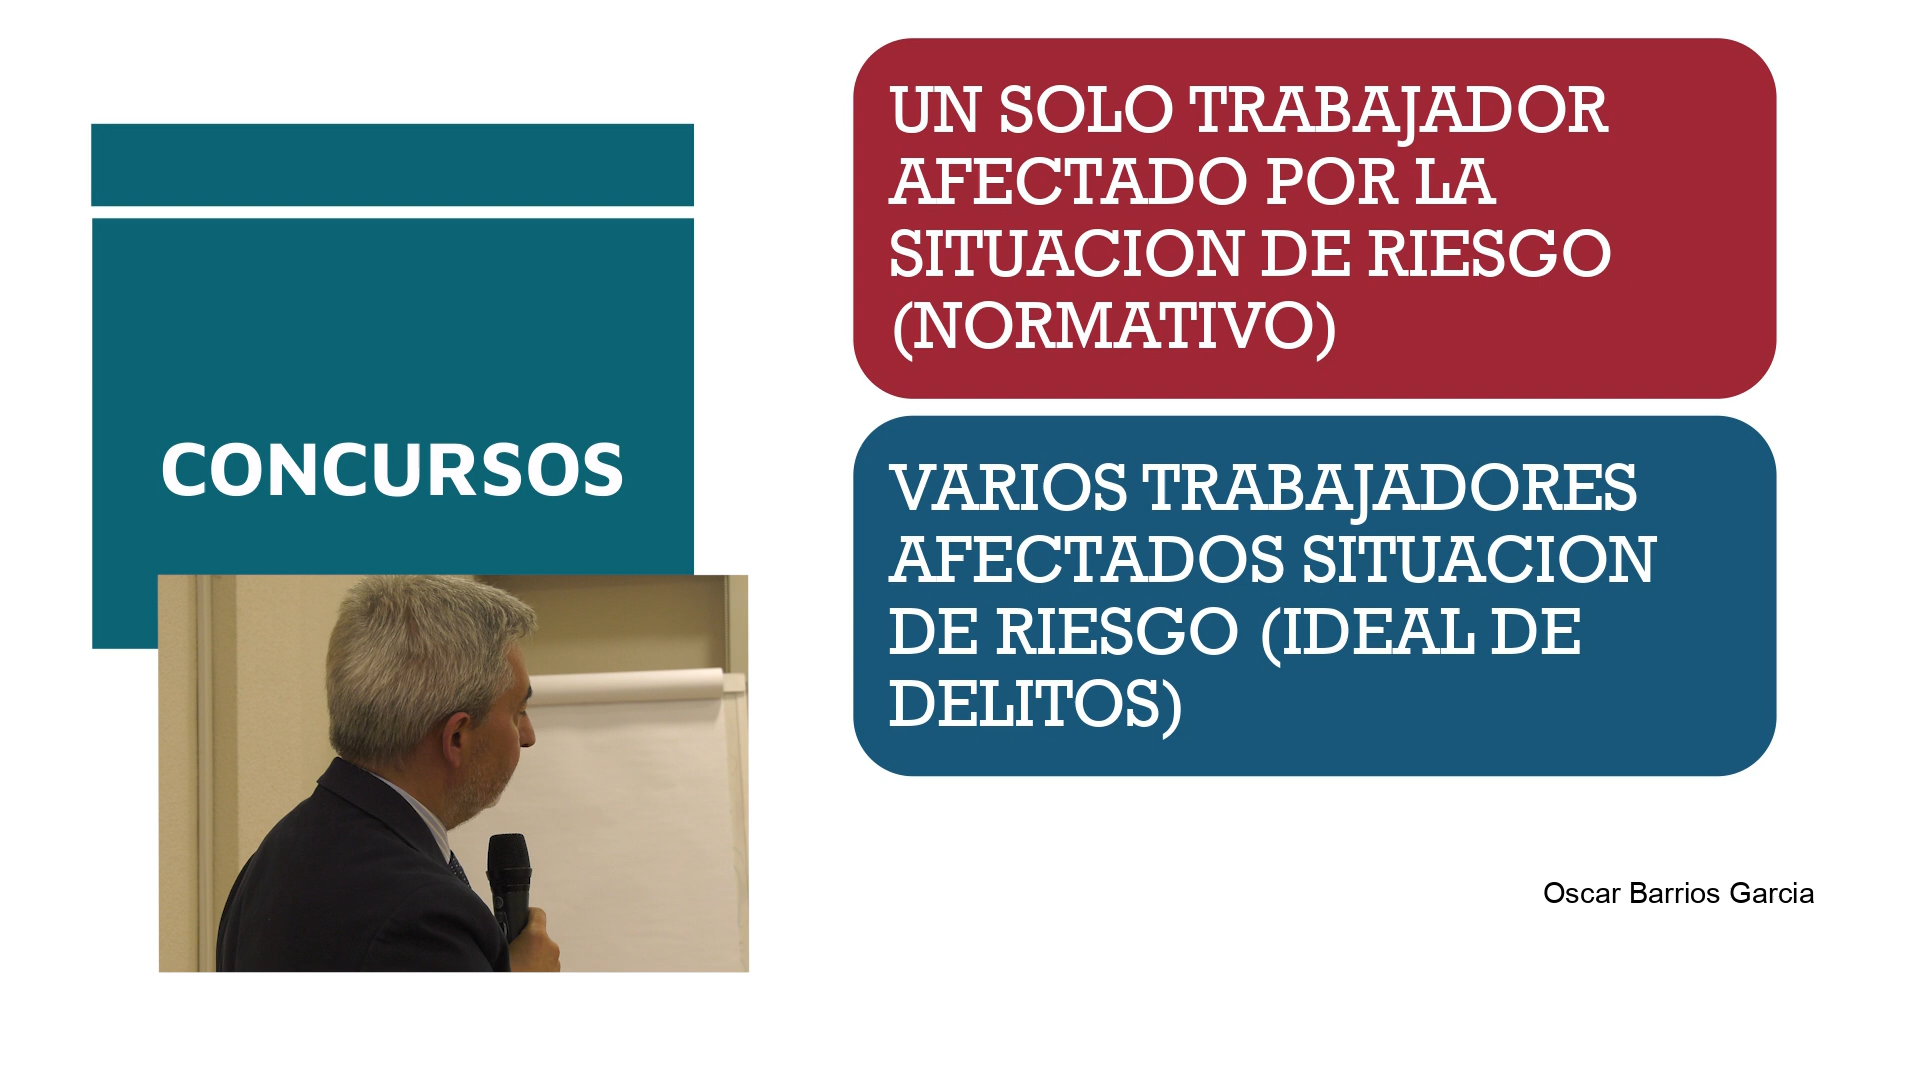 CONCURSOS
UN SOLO TRABAJADOR
AFECTADO POR LA
SITUACION DE RIESGO
(NORMATIVO)
VARIOS TRABAJADORES
AFECTADOS SITUACION
DE RIESGO (IDEAL DE
DELITOS)
Oscar Barrios Garcia